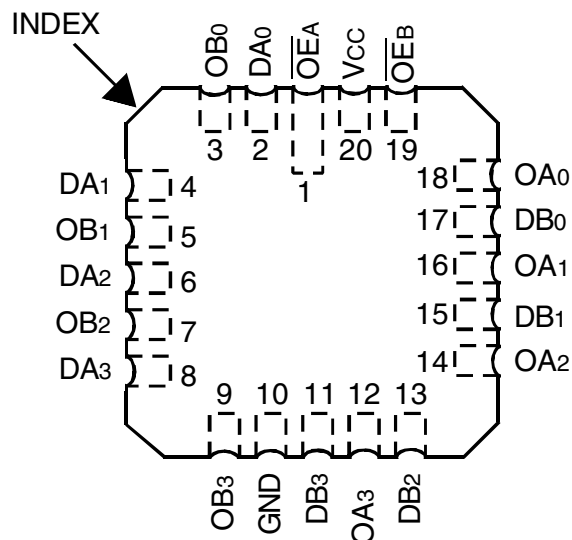 INDEX
OB0 DA0 OEA VCC OEB
3 2 1 20 19
DA1 4
OB1 5
DA2 6
OB2 7
DA3 8
18 OA0
17 DB0
16 OA1
15 DB1
14 OA2
9 10 11 12 13
OB3 GND DB3 OA3 DB2